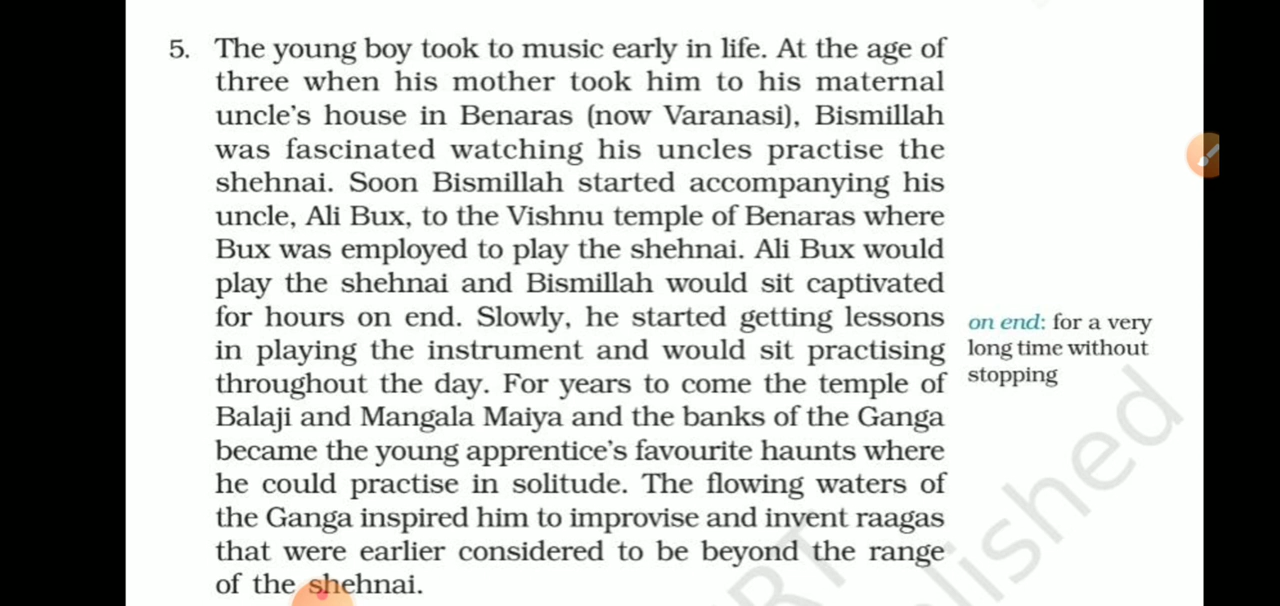 5. The young boy took to music early in life. At the age of
three when his mother took him to his maternal
uncle's house in Benaras (now Varanasi), Bismillah
was fascinated watching his uncles practise the
shehnai. Soon Bismillah started accompanying his
uncle, Ali Bux, to the Vishnu temple of Benaras where
Bux was employed to play the shehnai. Ali Bux would
play the shehnai and Bismillah would sit captivated
for hours on end. Slowly, he started getting lessons
in playing the instrument and would sit practising
throughout the day. For years to come the temple of
Balaji and Mangala Maiya and the banks of the Ganga
became the young apprentice's favourite haunts where
he could practise in solitude. The flowing waters of
the Ganga inspired him to improvise and invent raagas
that were earlier considered to be beyond the range
of the shehnai.
on end: for a very
long time without
stopping